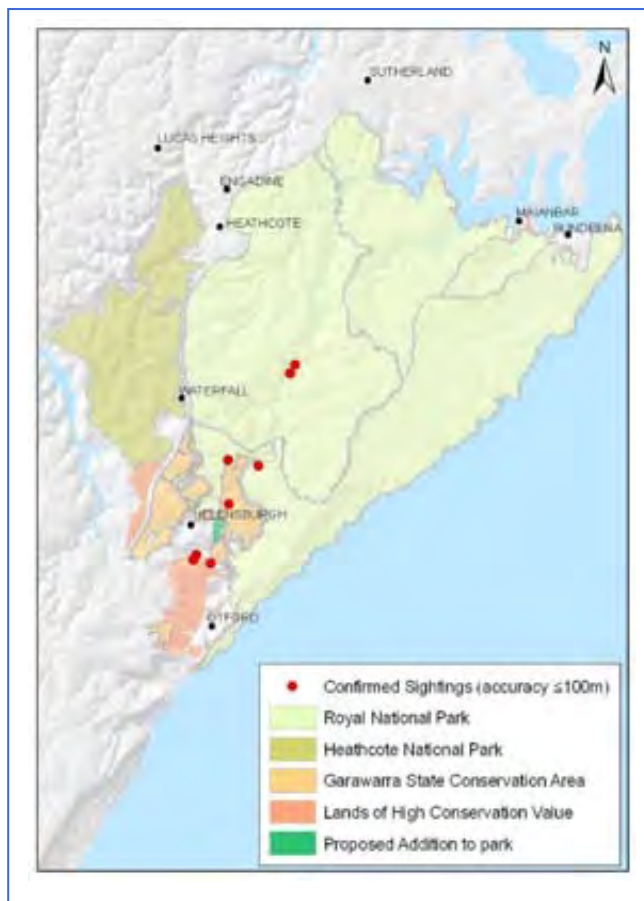 N
SUTHERLAND
LUCAS HEIGHTS
ENGADINE
HEATHCOTE
MAIANBAR
BUNDEENA
WATERFALL
HELENSBURGH
OTFORD
Confirmed Sightings (accuracy ≤100m)
Royal National Park
Heathcote National Park
Garawarra State Conservation Area
Lands of High Conservation Value
Proposed Addition to park